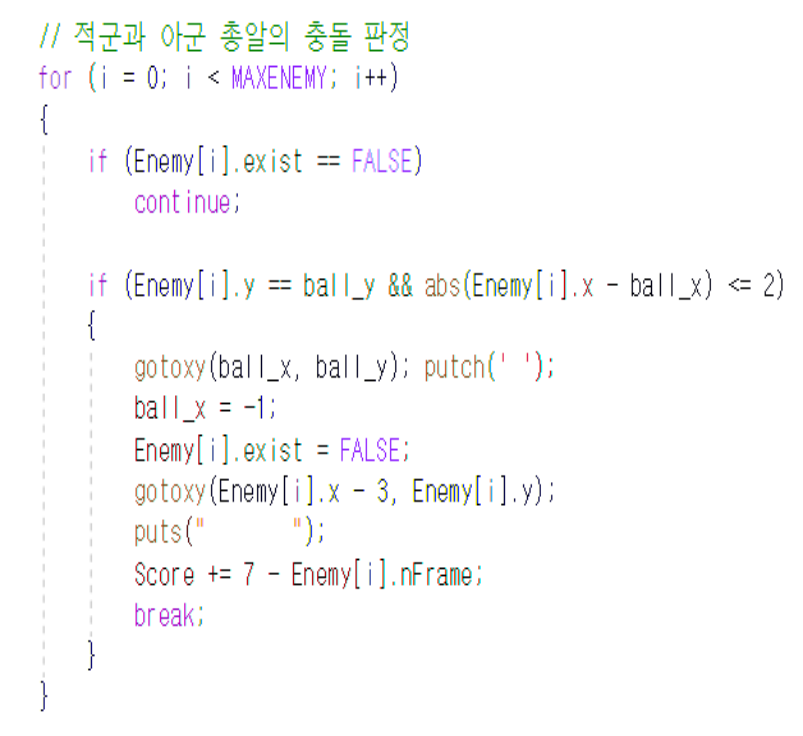 // 적군과 아군 총알의 충돌 판정
for (i = 0; i < MAXENEMY; i++)
{
    if (Enemy[i].exist == FALSE)
        continue;

    if (Enemy[i].y == ball_y && abs(Enemy[i].x - ball_x) <= 2)
    {
        gotoxy(ball_x, ball_y); putch(' ');
        ball_x = -1;
        Enemy[i].exist = FALSE;
        gotoxy(Enemy[i].x - 3, Enemy[i].y);
        puts("       ");
        Score += 7 - Enemy[i].nFrame;
        break;
    }
}